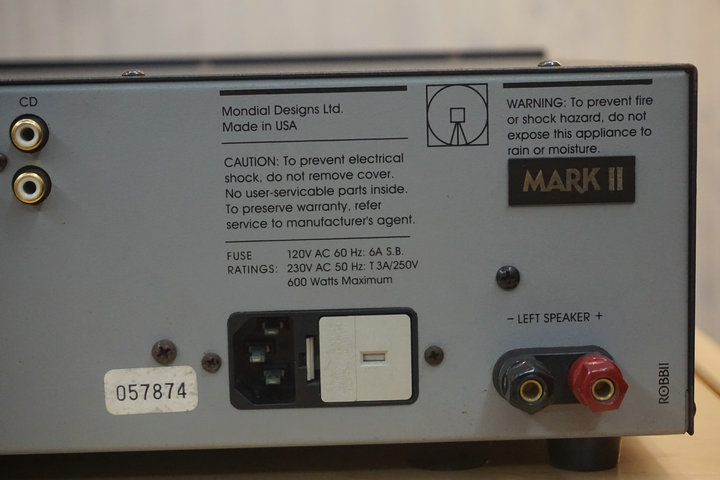 CD
Mondial Designs Ltd.
Made in USA
CAUTION: To prevent electrical
shock, do not remove cover.
No user-servicable parts inside.
To preserve warranty, refer
service to manufacturer's agent.
FUSE 120V AC 60 Hz: 6A S.B.
RATINGS: 230V AC 50 Hz: T 3A/250V
600 Watts Maximum
WARNING: To prevent fire
or shock hazard, do not
expose this appliance to
rain or moisture.
MARK II
- LEFT SPEAKER +
057874